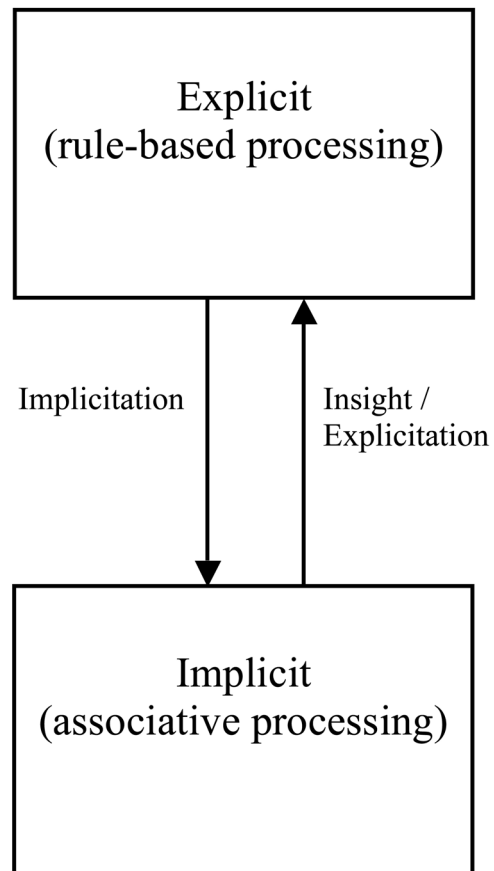 Explicit
(rule-based processing)
Implicitation
Insight /
Explicitation
Implicit
(associative processing)